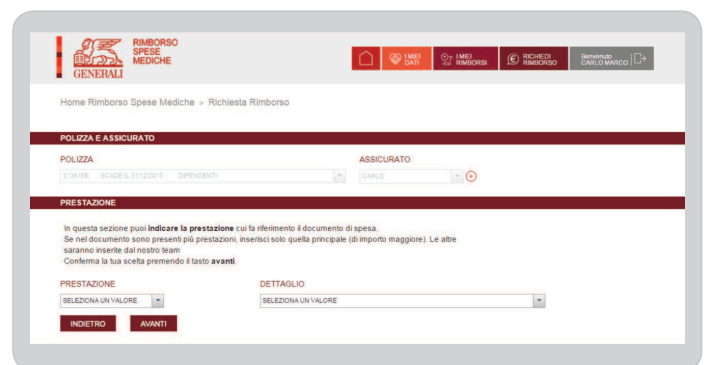 RIMBORSO
SPESE
MEDICHE
GENERALI
I MIEI
DATI
I MIEI
RIMBORSI
RICHIEDI
RIMBORSO
Benvenuto
CARLO MARCO
Home Rimborso Spese Mediche > Richiesta Rimborso
POLIZZA E ASSICURATO
POLIZZA ASSICURATO
DIPENDENTI CARLO
PRESTAZIONE
In questa sezione puoi indicare la prestazione cui fa riferimento il documento di spesa.
Se nel documento sono presenti più prestazioni, inserisci solo quella principale (di importo maggiore). Le altre
saranno inserite dal nostro team
Conferma la tua scelta premendo il tasto avanti.
PRESTAZIONE DETTAGLIO
SELEZIONA UN VALORE SELEZIONA UN VALORE
INDIETRO AVANTI